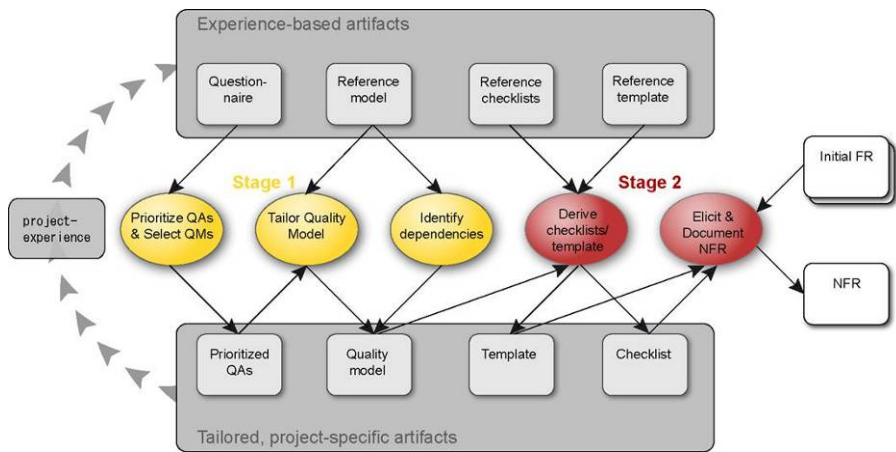 Experience-based artifacts
Question-
naire
Reference
model
Reference
checklists
Reference
template
Stage 1
Stage 2
Initial FR
project-
experience
Prioritize QAs
& Select QMs
Tailor Quality
Model
Identify
dependencies
Derive
checklists/
template
Elicit &
Document
NFR
NFR
Prioritized
QAs
Quality
model
Template
Checklist
Tailored, project-specific artifacts